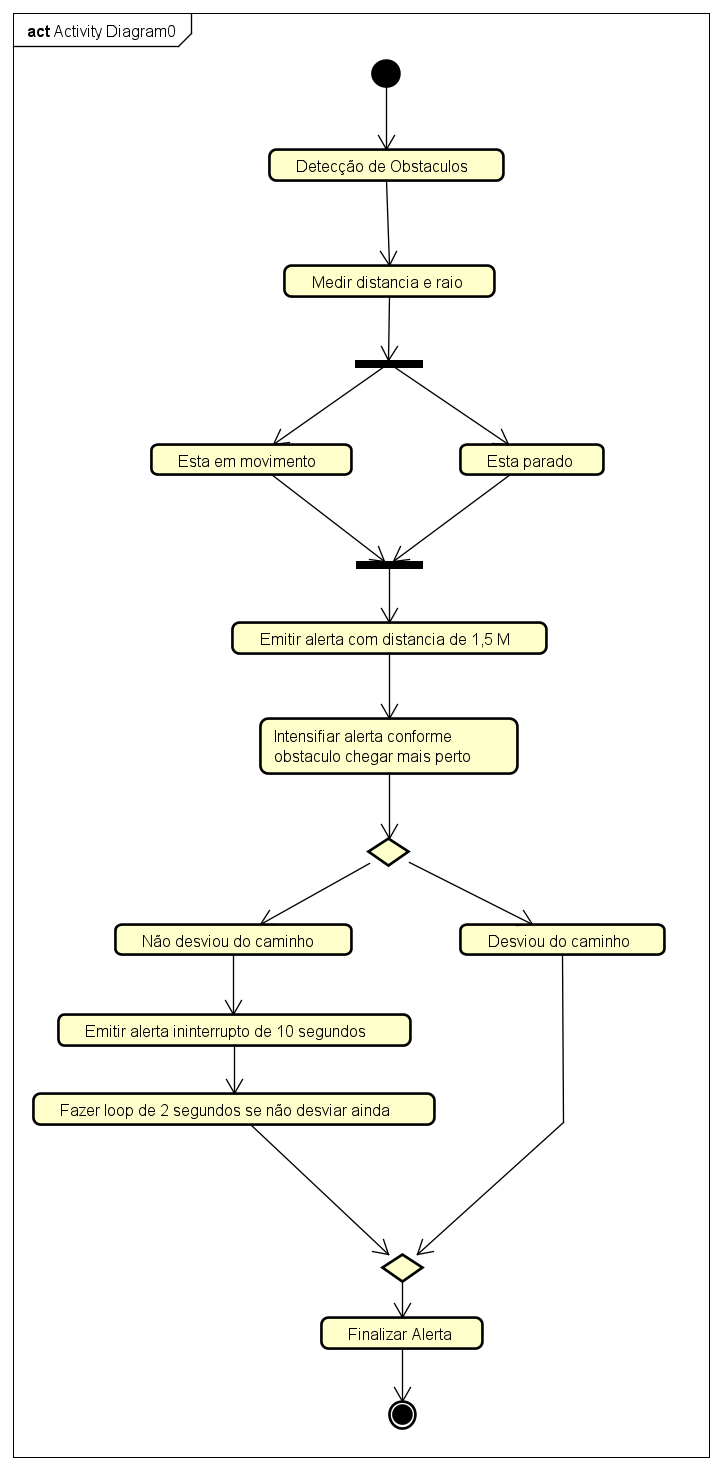 act Activity Diagram0
Detecção de Obstaculos
Medir distancia e raio
Esta em movimento
Esta parado
Emitir alerta com distancia de 1,5 M
Intensifiar alerta conforme
obstaculo chegar mais perto
Não desviou do caminho
Desviou do caminho
Emitir alerta ininterrupto de 10 segundos
Fazer loop de 2 segundos se não desviar ainda
Finalizar Alerta